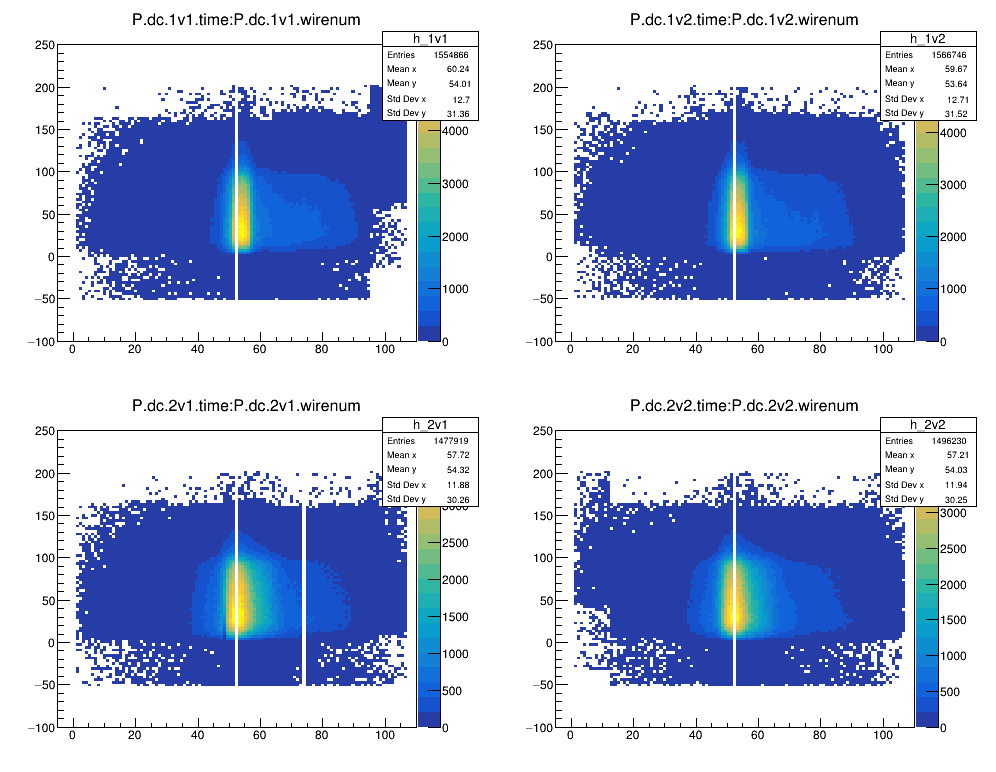 P.dc.1v1.time:P.dc.1v1.wirenum
h_1v1
Entries 1554866
Mean x 60.24
Mean y 54.01
Std Dev x 12.7
Std Dev y 31.36
250
200
150
100
50
0
−50
−100
0 20 40 60 80 100
4000
3000
2000
1000
0
P.dc.1v2.time:P.dc.1v2.wirenum
h_1v2
Entries 1566746
Mean x 59.67
Mean y 53.64
Std Dev x 12.71
Std Dev y 31.52
250
200
150
100
50
0
−50
−100
0 20 40 60 80 100
4000
3000
2000
1000
0
P.dc.2v1.time:P.dc.2v1.wirenum
h_2v1
Entries 1477919
Mean x 57.72
Mean y 54.32
Std Dev x 11.88
Std Dev y 30.26
250
200
150
100
50
0
−50
−100
0 20 40 60 80 100
3000
2500
2000
1500
1000
500
0
P.dc.2v2.time:P.dc.2v2.wirenum
h_2v2
Entries 1496230
Mean x 57.21
Mean y 54.03
Std Dev x 11.94
Std Dev y 30.25
250
200
150
100
50
0
−50
−100
0 20 40 60 80 100
3000
2500
2000
1500
1000
500
0